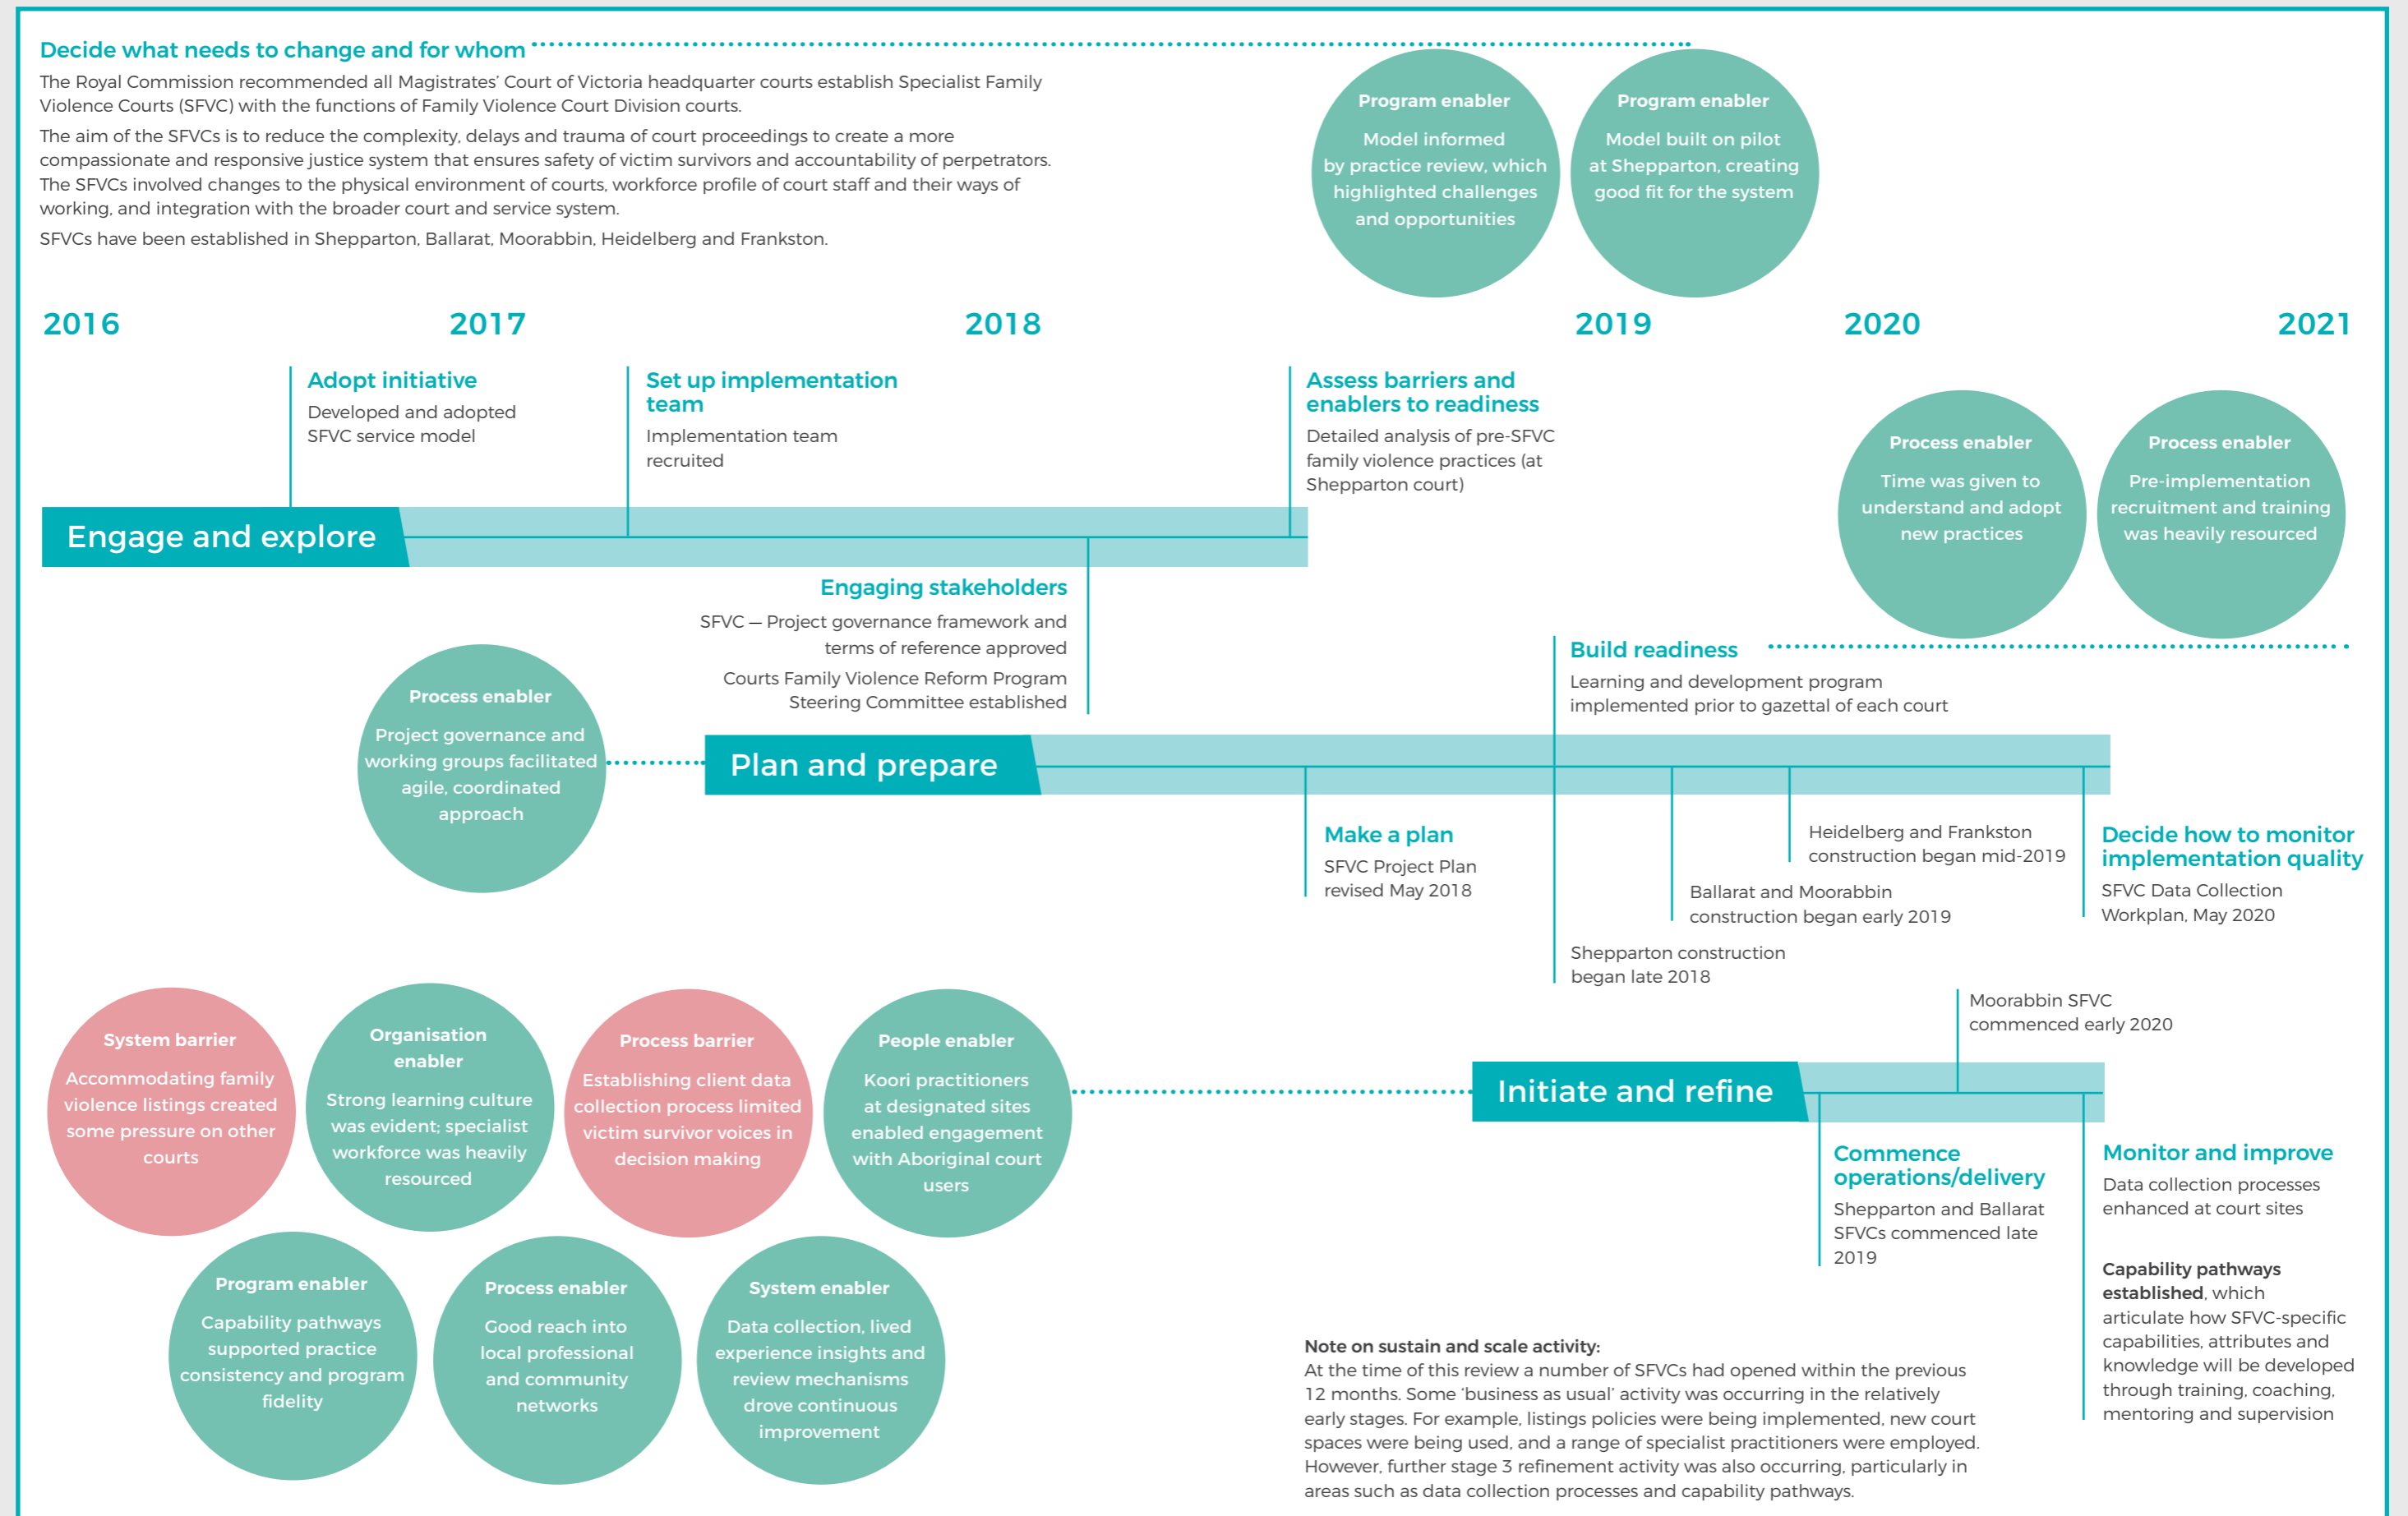 Decide what needs to change and for whom
The Royal Commission recommended all Magistrates' Court of Victoria headquarter courts establish Specialist Family
Violence Courts (SFVC) with the functions of Family Violence Court Division courts.
The aim of the SFVCs is to reduce the complexity, delays and trauma of court proceedings to create a more
compassionate and responsive justice system that ensures safety of victim survivors and accountability of perpetrators.
The SFVCs involved changes to the physical environment of courts, workforce profile of court staff and their ways of
working, and integration with the broader court and service system.
SFVCs have been established in Shepparton, Ballarat, Moorabbin, Heidelberg and Frankston.
Program enabler
Model informed
by practice review, which
highlighted challenges
and opportunities
Program enabler
Model built on pilot
at Shepparton, creating
good fit for the system
2016
2017
2018
2019
2020
2021
Adopt initiative
Developed and adopted
SFVC service model
Set up implementation
team
Implementation team
recruited
Assess barriers and
enablers to readiness
Detailed analysis of pre-SFVC
family violence practices (at
Shepparton court)
Process enabler
Time was given to
understand and adopt
new practices
Process enabler
Pre-implementation
recruitment and training
was heavily resourced
Engage and explore
Engaging stakeholders
SFVC — Project governance framework and
terms of reference approved
Courts Family Violence Reform Program
Steering Committee established
Build readiness
Learning and development program
implemented prior to gazettal of each court
Process enabler
Project governance and
working groups facilitated
agile, coordinated
approach
Plan and prepare
Make a plan
SFVC Project Plan
revised May 2018
Heidelberg and Frankston
construction began mid-2019
Ballarat and Moorabbin
construction began early 2019
Shepparton construction
began late 2018
Decide how to monitor
implementation quality
SFVC Data Collection
Workplan, May 2020
System barrier
Accommodating family
violence listings created
some pressure on other
courts
Organisation
enabler
Strong learning culture
was evident; specialist
workforce was heavily
resourced
Process barrier
Establishing client data
collection process limited
victim survivor voices in
decision making
People enabler
Koori practitioners
at designated sites
enabled engagement
with Aboriginal court
users
Moorabbin SFVC
commenced early 2020
Initiate and refine
Commence
operations/delivery
Shepparton and Ballarat
SFVCs commenced late
2019
Monitor and improve
Data collection processes
enhanced at court sites
Capability pathways
established, which
articulate how SFVC-specific
capabilities, attributes and
knowledge will be developed
through training, coaching,
mentoring and supervision
Program enabler
Capability pathways
supported practice
consistency and program
fidelity
Process enabler
Good reach into
local professional
and community
networks
System enabler
Data collection, lived
experience insights and
review mechanisms
drove continuous
improvement
Note on sustain and scale activity:
At the time of this review a number of SFVCs had opened within the previous
12 months. Some 'business as usual' activity was occurring in the relatively
early stages. For example, listings policies were being implemented, new court
spaces were being used, and a range of specialist practitioners were employed.
However, further stage 3 refinement activity was also occurring, particularly in
areas such as data collection processes and capability pathways.